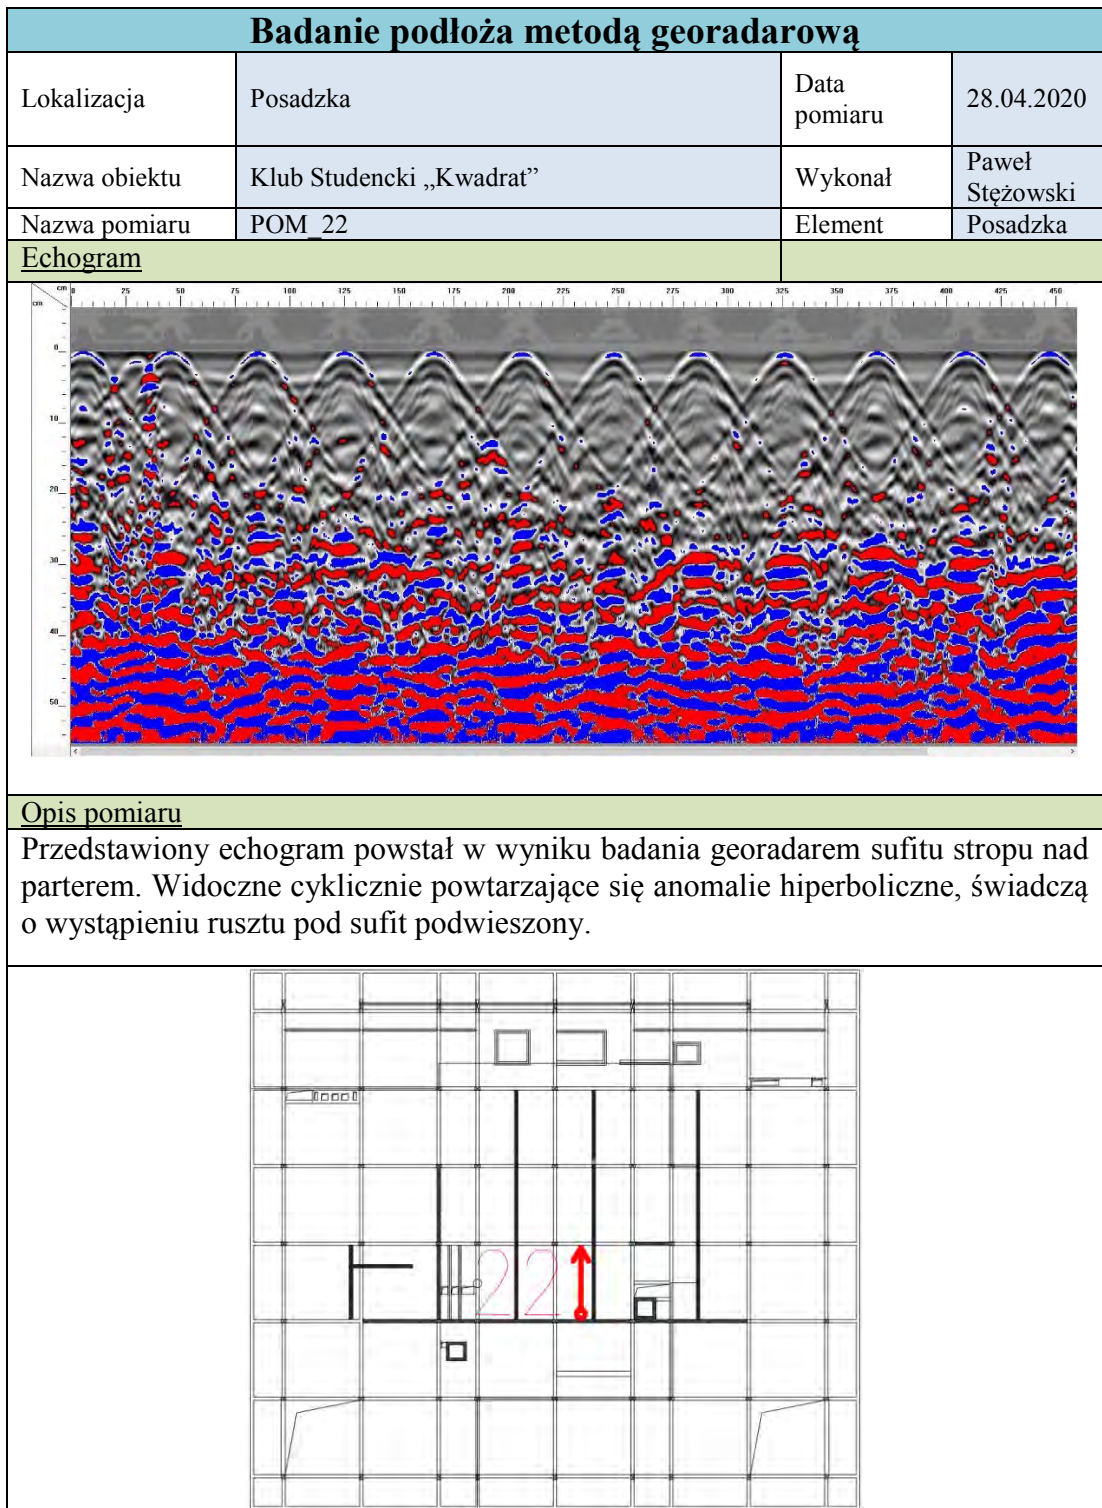 Badanie podłoża metodą georadarową
Lokalizacja
Posadzka
Data
pomiaru
28.04.2020
Nazwa obiektu
Klub Studencki „Kwadrat”
Wykonał
Paweł
Stężowski
Nazwa pomiaru
POM_22
Element
Posadzka
Echogram
cm 0 25 50 75 100 125 150 175 200 225 250 275 300 325 350 375 400 425 450
cm
0
10
20
30
40
50
Opis pomiaru
Przedstawiony echogram powstał w wyniku badania georadarem sufitu stropu nad
parterem. Widoczne cyklicznie powtarzające się anomalie hiperboliczne, świadczą
o wystąpieniu rusztu pod sufit podwieszony.
22